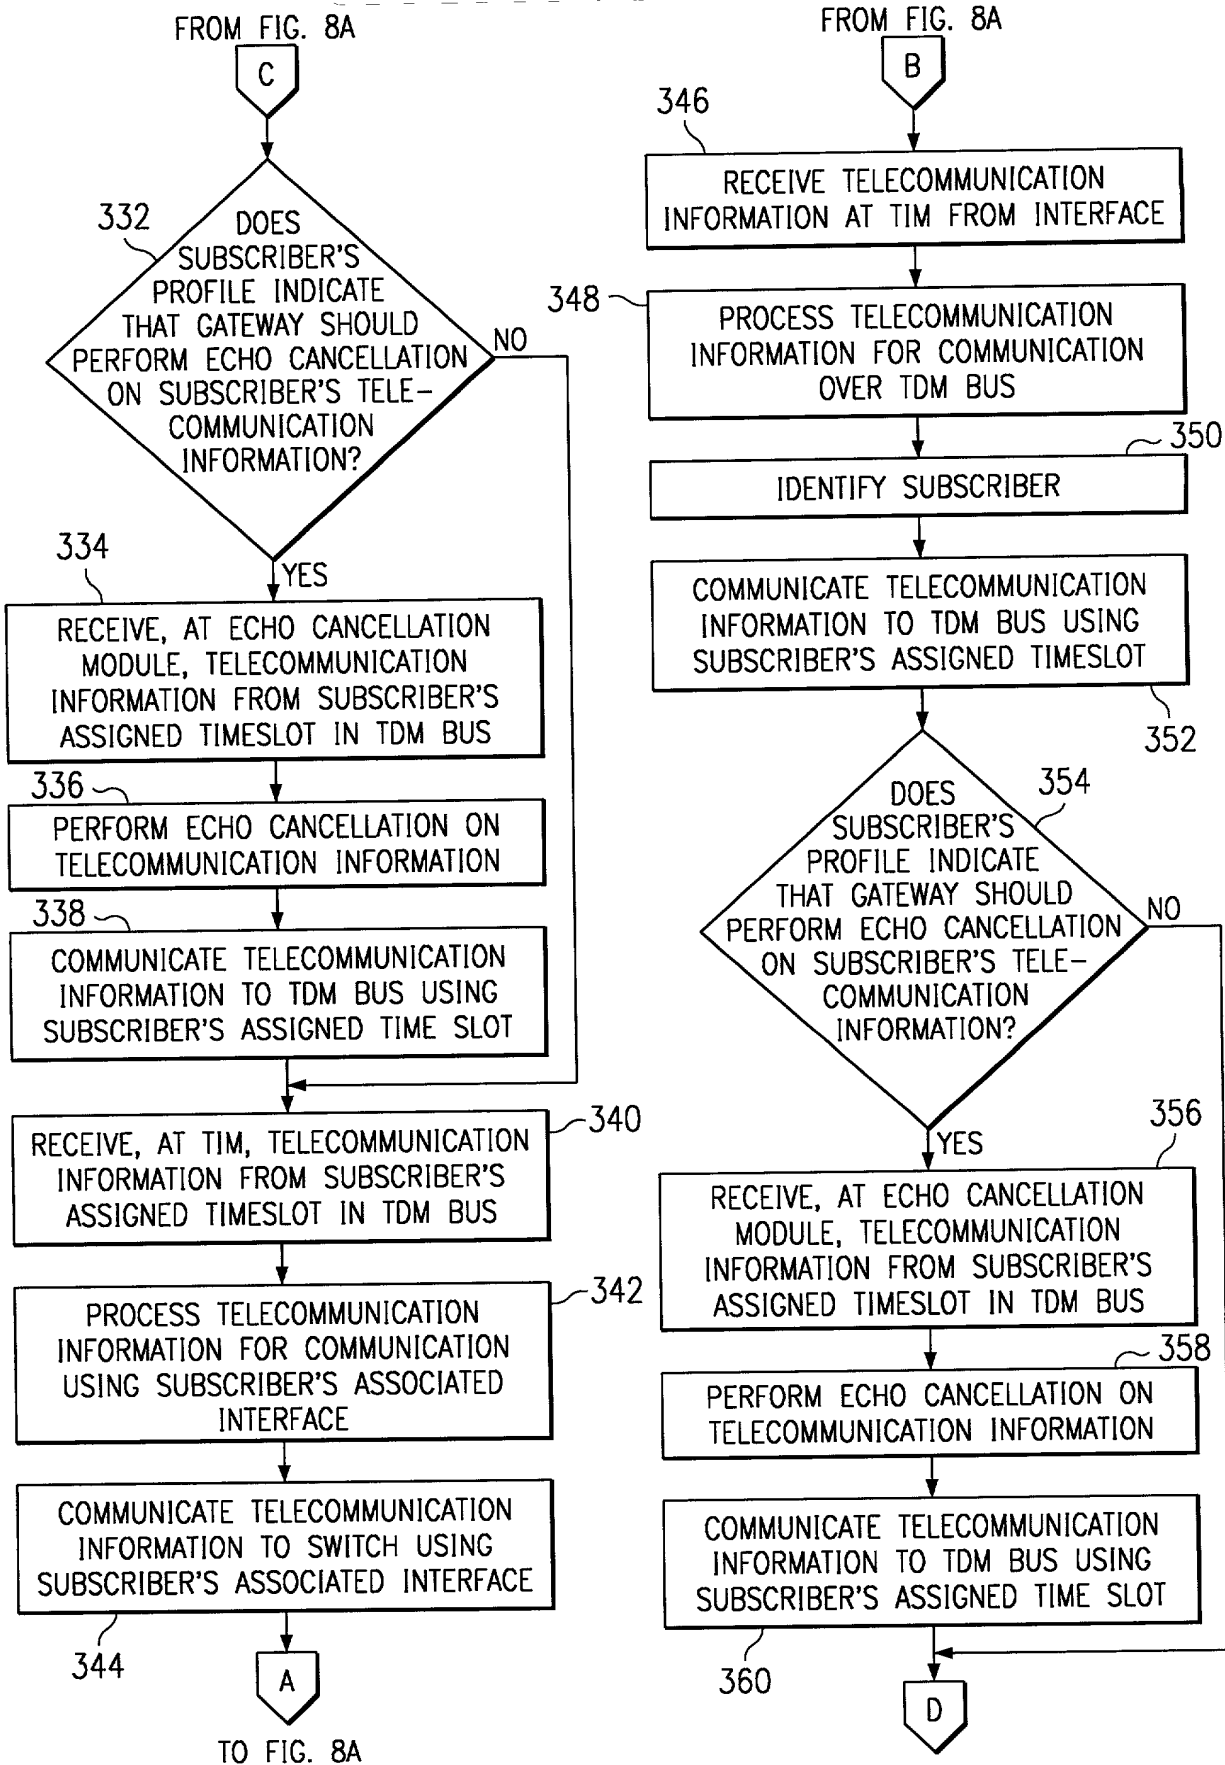 FROM FIG. 8A
C
332
DOES
SUBSCRIBER'S
PROFILE INDICATE
THAT GATEWAY SHOULD
PERFORM ECHO CANCELLATION
ON SUBSCRIBER'S TELE-
COMMUNICATION
INFORMATION?
NO
YES
334
RECEIVE, AT ECHO CANCELLATION
MODULE, TELECOMMUNICATION
INFORMATION FROM SUBSCRIBER'S
ASSIGNED TIMESLOT IN TDM BUS
336
PERFORM ECHO CANCELLATION ON
TELECOMMUNICATION INFORMATION
338
COMMUNICATE TELECOMMUNICATION
INFORMATION TO TDM BUS USING
SUBSCRIBER'S ASSIGNED TIME SLOT
340
RECEIVE, AT TIM, TELECOMMUNICATION
INFORMATION FROM SUBSCRIBER'S
ASSIGNED TIMESLOT IN TDM BUS
342
PROCESS TELECOMMUNICATION
INFORMATION FOR COMMUNICATION
USING SUBSCRIBER'S ASSOCIATED
INTERFACE
COMMUNICATE TELECOMMUNICATION
INFORMATION TO SWITCH USING
SUBSCRIBER'S ASSOCIATED INTERFACE
344
A
TO FIG. 8A
FROM FIG. 8A
B
346
RECEIVE TELECOMMUNICATION
INFORMATION AT TIM FROM INTERFACE
348
PROCESS TELECOMMUNICATION
INFORMATION FOR COMMUNICATION
OVER TDM BUS
350
IDENTIFY SUBSCRIBER
COMMUNICATE TELECOMMUNICATION
INFORMATION TO TDM BUS USING
SUBSCRIBER'S ASSIGNED TIMESLOT
352
354
DOES
SUBSCRIBER'S
PROFILE INDICATE
THAT GATEWAY SHOULD
PERFORM ECHO CANCELLATION
ON SUBSCRIBER'S TELE-
COMMUNICATION
INFORMATION?
NO
YES
356
RECEIVE, AT ECHO CANCELLATION
MODULE, TELECOMMUNICATION
INFORMATION FROM SUBSCRIBER'S
ASSIGNED TIMESLOT IN TDM BUS
358
PERFORM ECHO CANCELLATION ON
TELECOMMUNICATION INFORMATION
COMMUNICATE TELECOMMUNICATION
INFORMATION TO TDM BUS USING
SUBSCRIBER'S ASSIGNED TIME SLOT
360
D